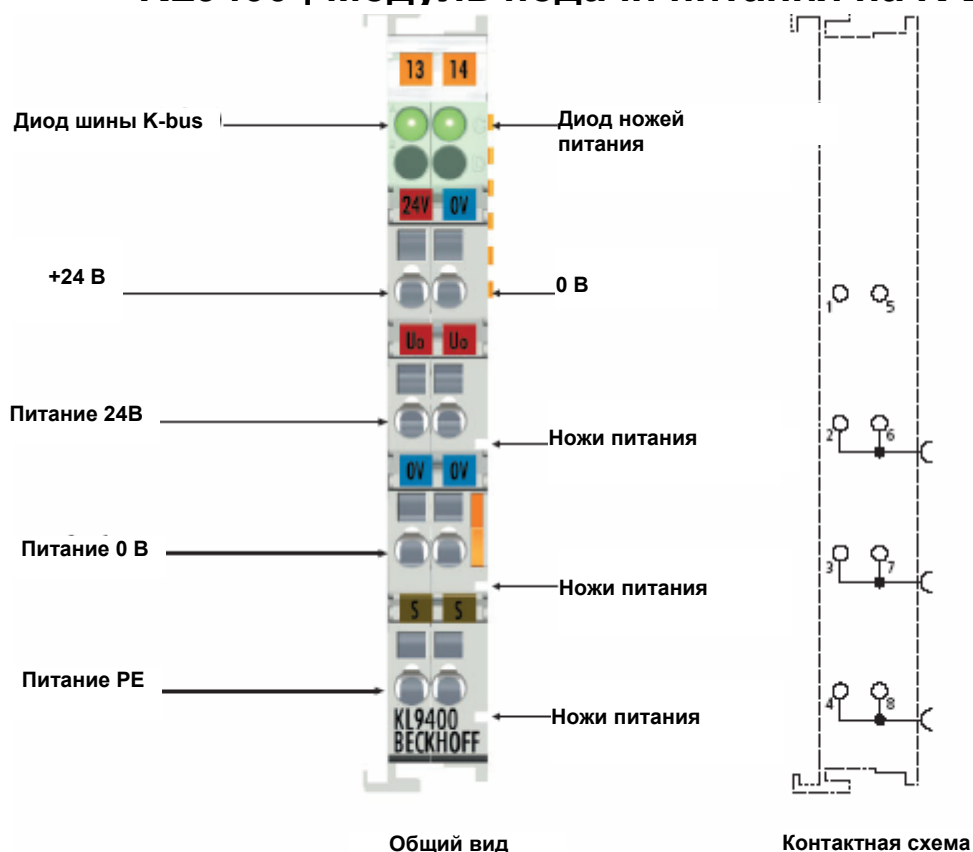 13 14
Диод шины K-bus
Диод ножей
питания
24V 0V
+24 В
0 В
1 5
Uo Uo
Питание 24В
2 6
Ножи питания
0V 0V
Питание 0 В
3 7
Ножи питания
S S
Питание PE
4 8
Ножи питания
KL9400
BECKHOFF
Общий вид
Контактная схема